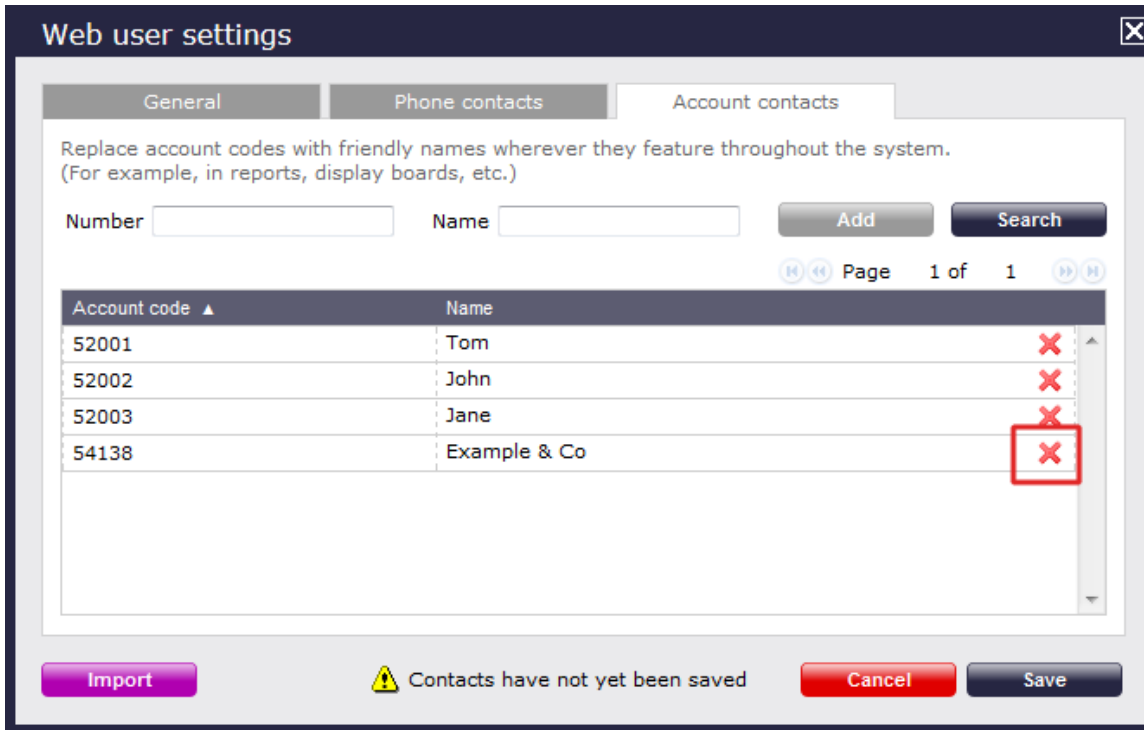 Web user settings
General Phone contacts Account contacts
Replace account codes with friendly names wherever they feature throughout the system.
(For example, in reports, display boards, etc.)
Number Name Add Search
Page 1 of 1
Account code ▲ Name
52001 Tom
52002 John
52003 Jane
54138 Example & Co
Import Contacts have not yet been saved Cancel Save